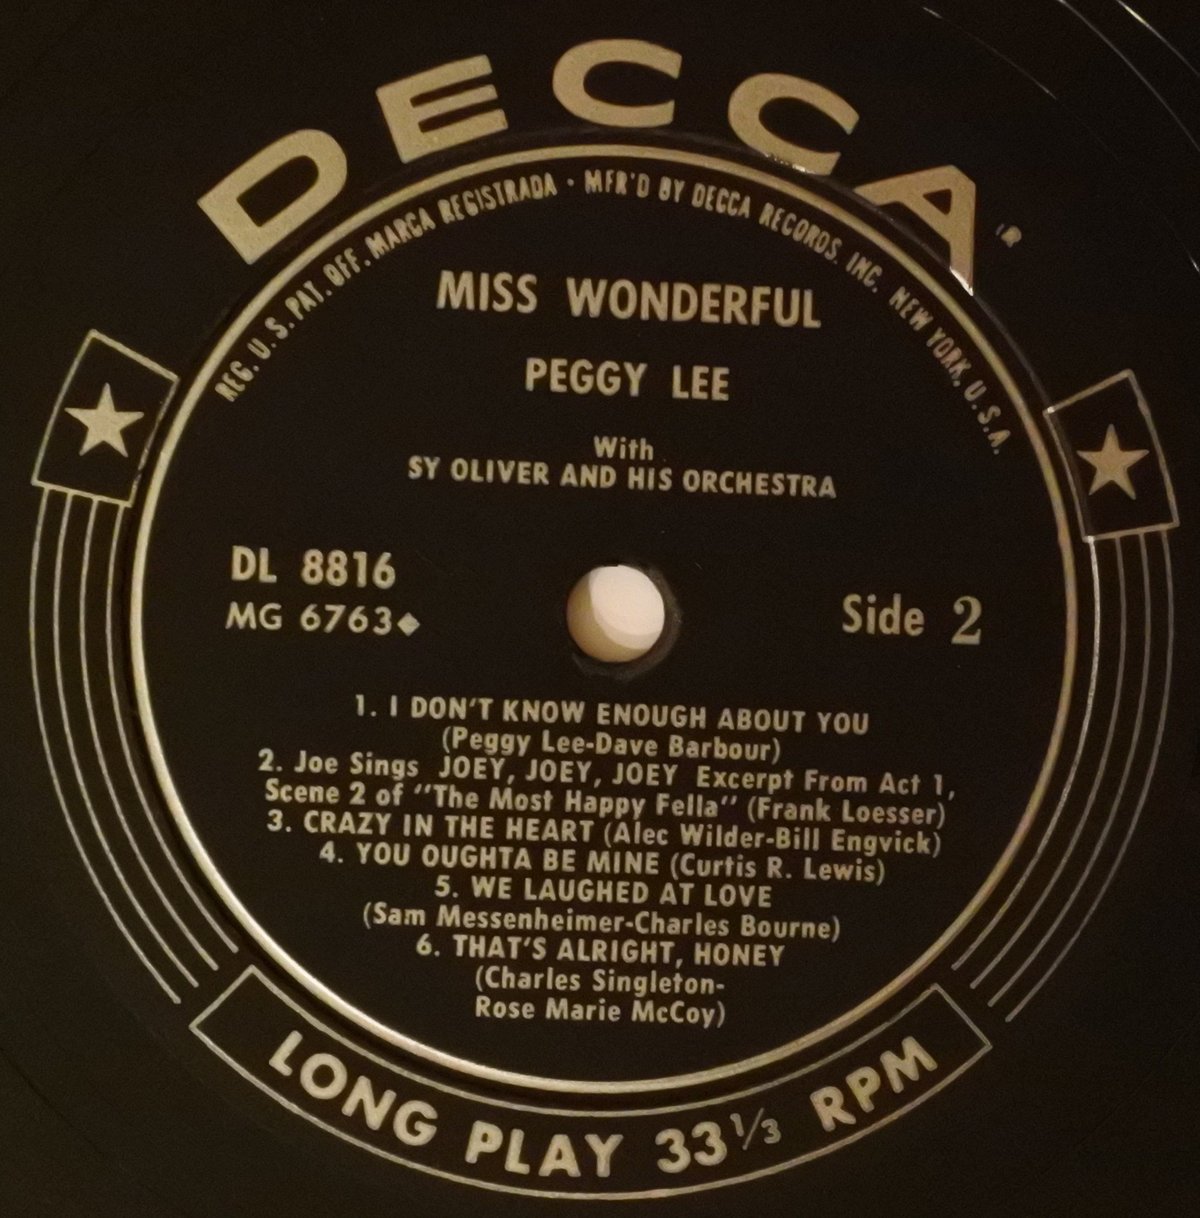 DECCA ®
REG. U.S. PAT. OFF. MARCA REGISTRADA · MFR'D BY DECCA RECORDS, INC. NEW YORK, U.S.A.
MISS WONDERFUL
PEGGY LEE
With
SY OLIVER AND HIS ORCHESTRA
DL 8816
MG 6763◆
Side 2
1. I DON'T KNOW ENOUGH ABOUT YOU
(Peggy Lee-Dave Barbour)
2. Joe Sings JOEY, JOEY, JOEY Excerpt From Act 1,
Scene 2 of "The Most Happy Fella" (Frank Loesser)
3. CRAZY IN THE HEART (Alec Wilder-Bill Engvick)
4. YOU OUGHTA BE MINE (Curtis R. Lewis)
5. WE LAUGHED AT LOVE
(Sam Messenheimer-Charles Bourne)
6. THAT'S ALRIGHT, HONEY
(Charles Singleton-
Rose Marie McCoy)
LONG PLAY 33 1/3 RPM